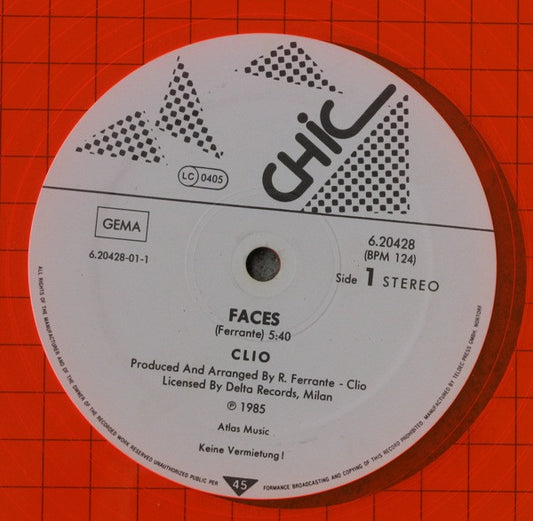 CHIC
LC 0405
GEMA
6.20428-01-1
6.20428
(BPM 124)
Side 1 STEREO
FACES
(Ferrante) 5:40
CLIO
Produced And Arranged By R. Ferrante - Clio
Licensed By Delta Records, Milan
℗ 1985
Atlas Music
Keine Vermietung!
45
ALL RIGHTS OF THE MANUFACTURER AND OF THE OWNER OF THE RECORDED WORK RESERVED UNAUTHORIZED PUBLIC PER FORMANCE BROADCASTING AND COPYING OF THIS RECORD PROHIBITED · MANUFACTURED BY TELDEC RECORD GMBH, NORTORF